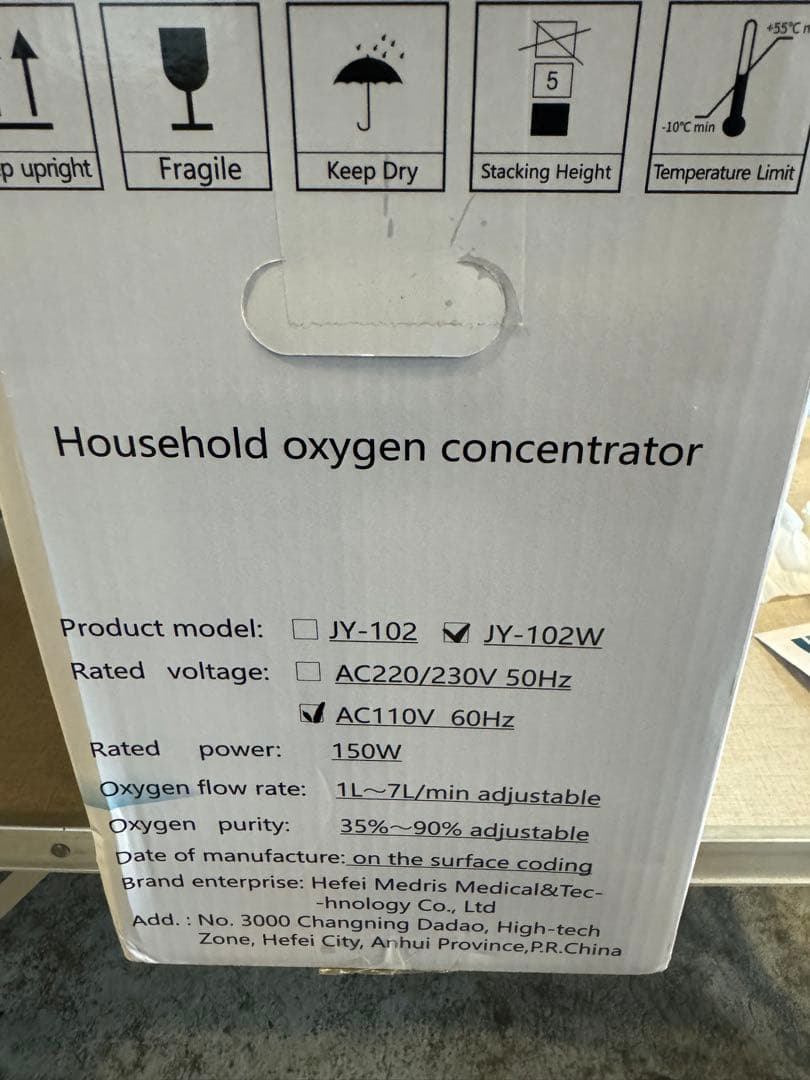 +55°C m
-10°C min
5
p upright
Fragile
Keep Dry
Stacking Height
Temperature Limit
Household oxygen concentrator
Product model: JY-102 JY-102W
Rated voltage: AC220/230V 50Hz
AC110V 60Hz
Rated power: 150W
Oxygen flow rate: 1L~7L/min adjustable
Oxygen purity: 35%~90% adjustable
Date of manufacture: on the surface coding
Brand enterprise: Hefei Medris Medical&Tec-
-hnology Co., Ltd
Add. : No. 3000 Changning Dadao, High-tech
Zone, Hefei City, Anhui Province,P.R.China